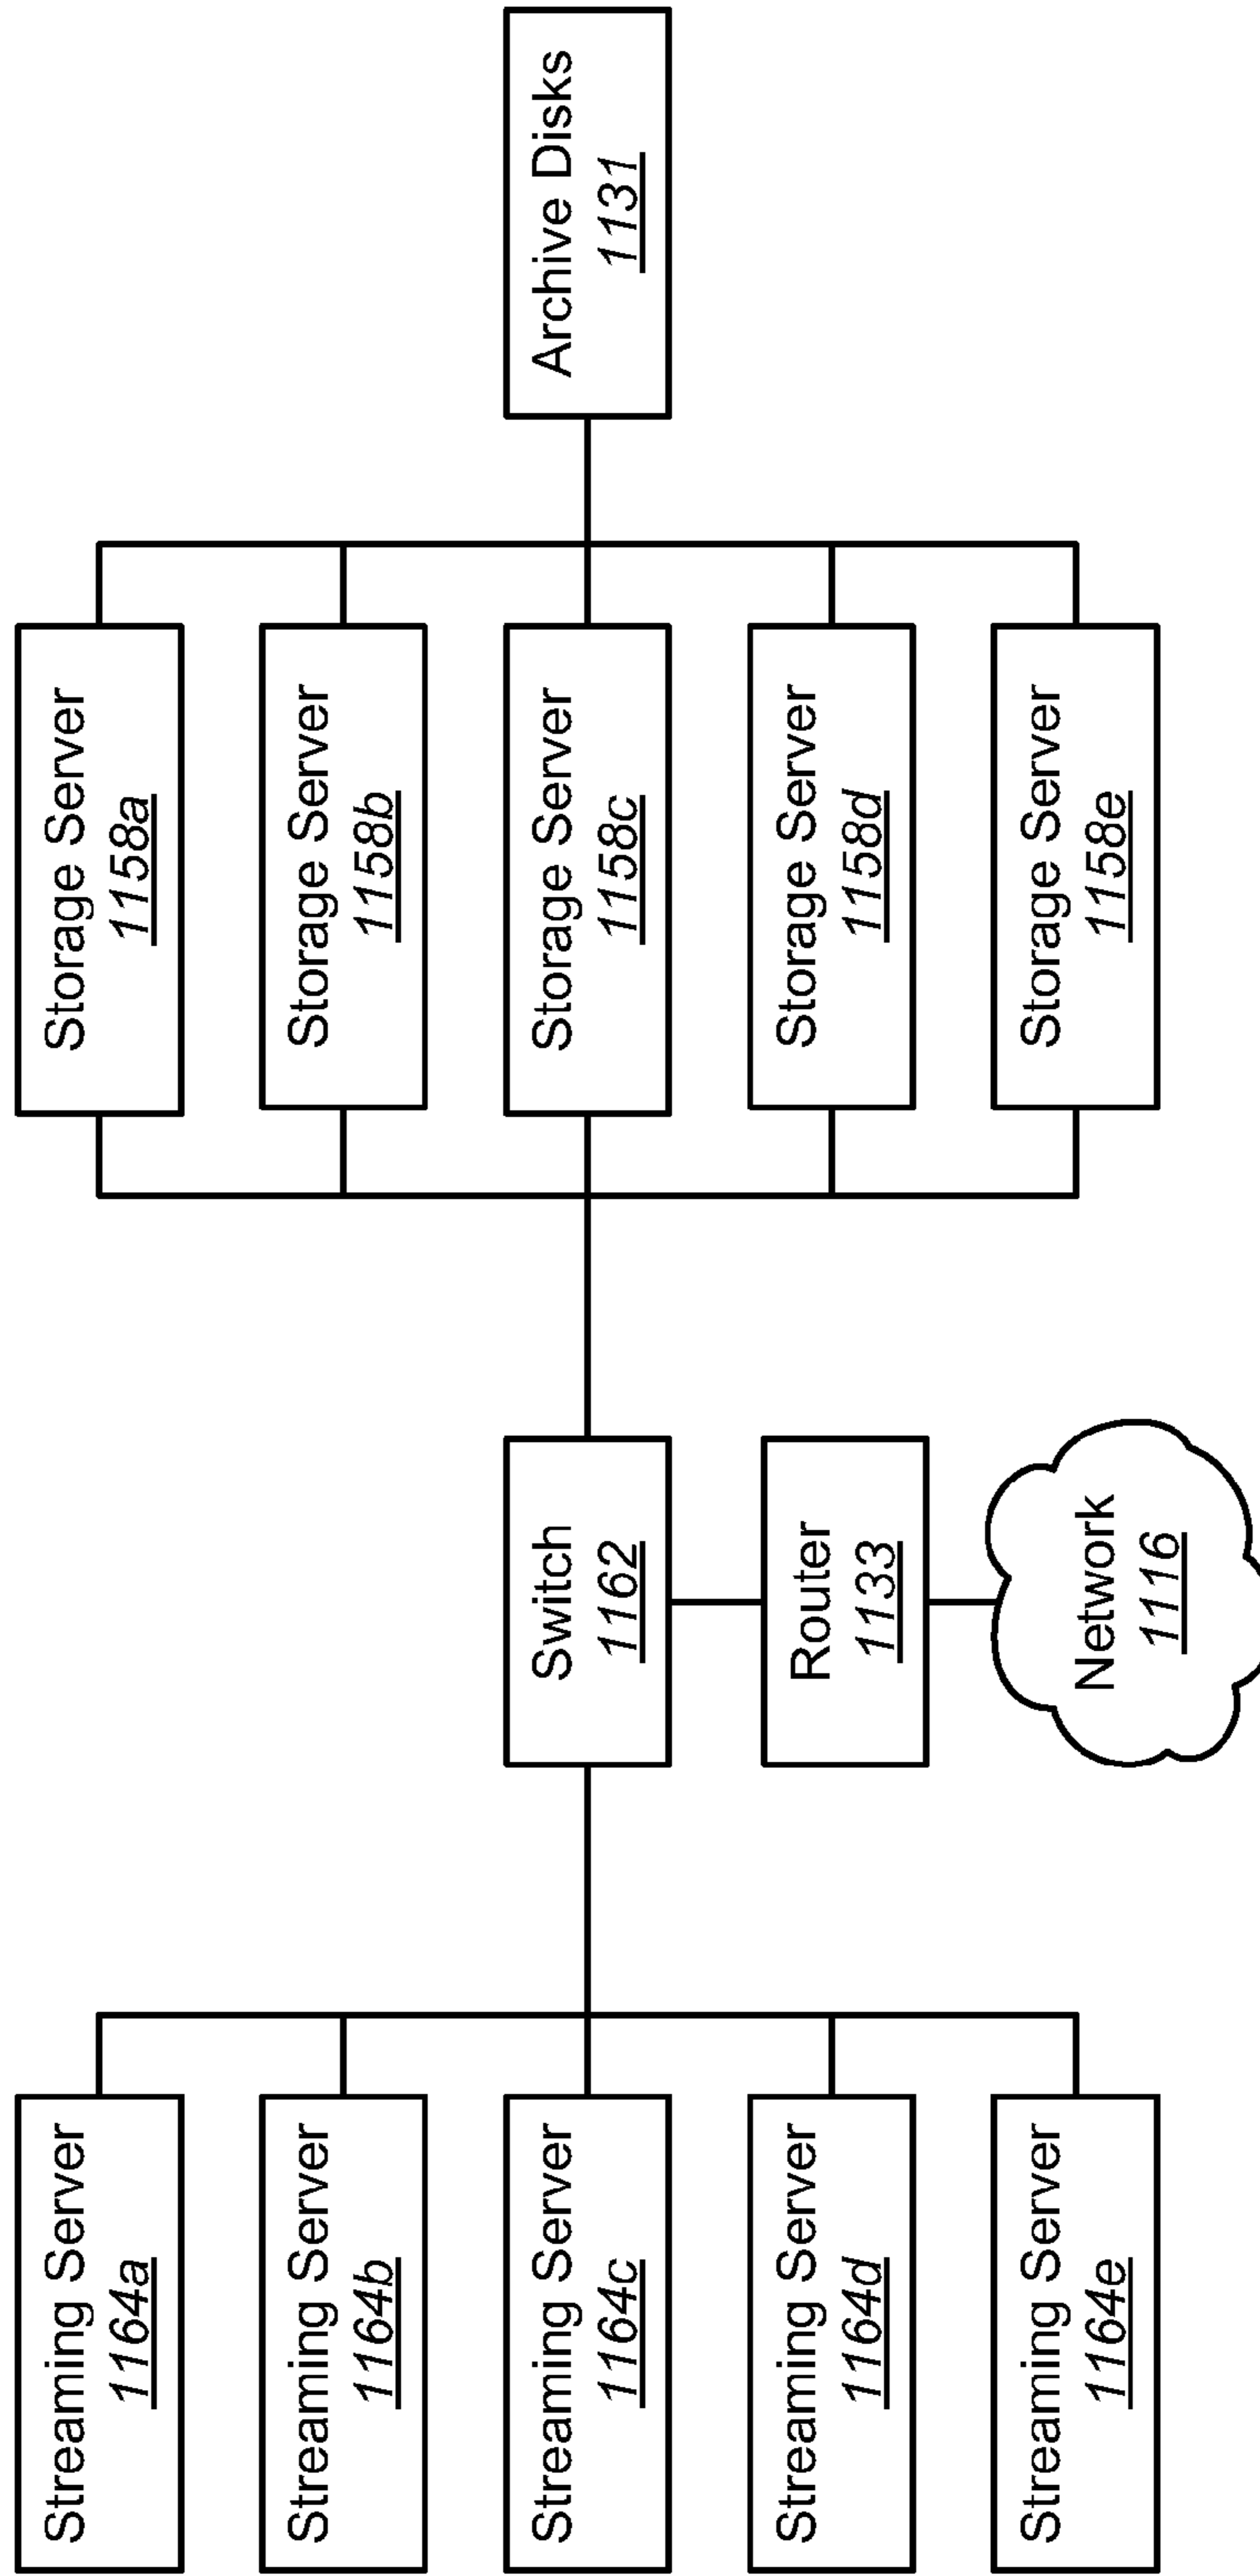 Streaming Server
1164a
Streaming Server
1164b
Streaming Server
1164c
Streaming Server
1164d
Streaming Server
1164e
Switch
1162
Router
1133
Network
1116
Storage Server
1158a
Storage Server
1158b
Storage Server
1158c
Storage Server
1158d
Storage Server
1158e
Archive Disks
1131